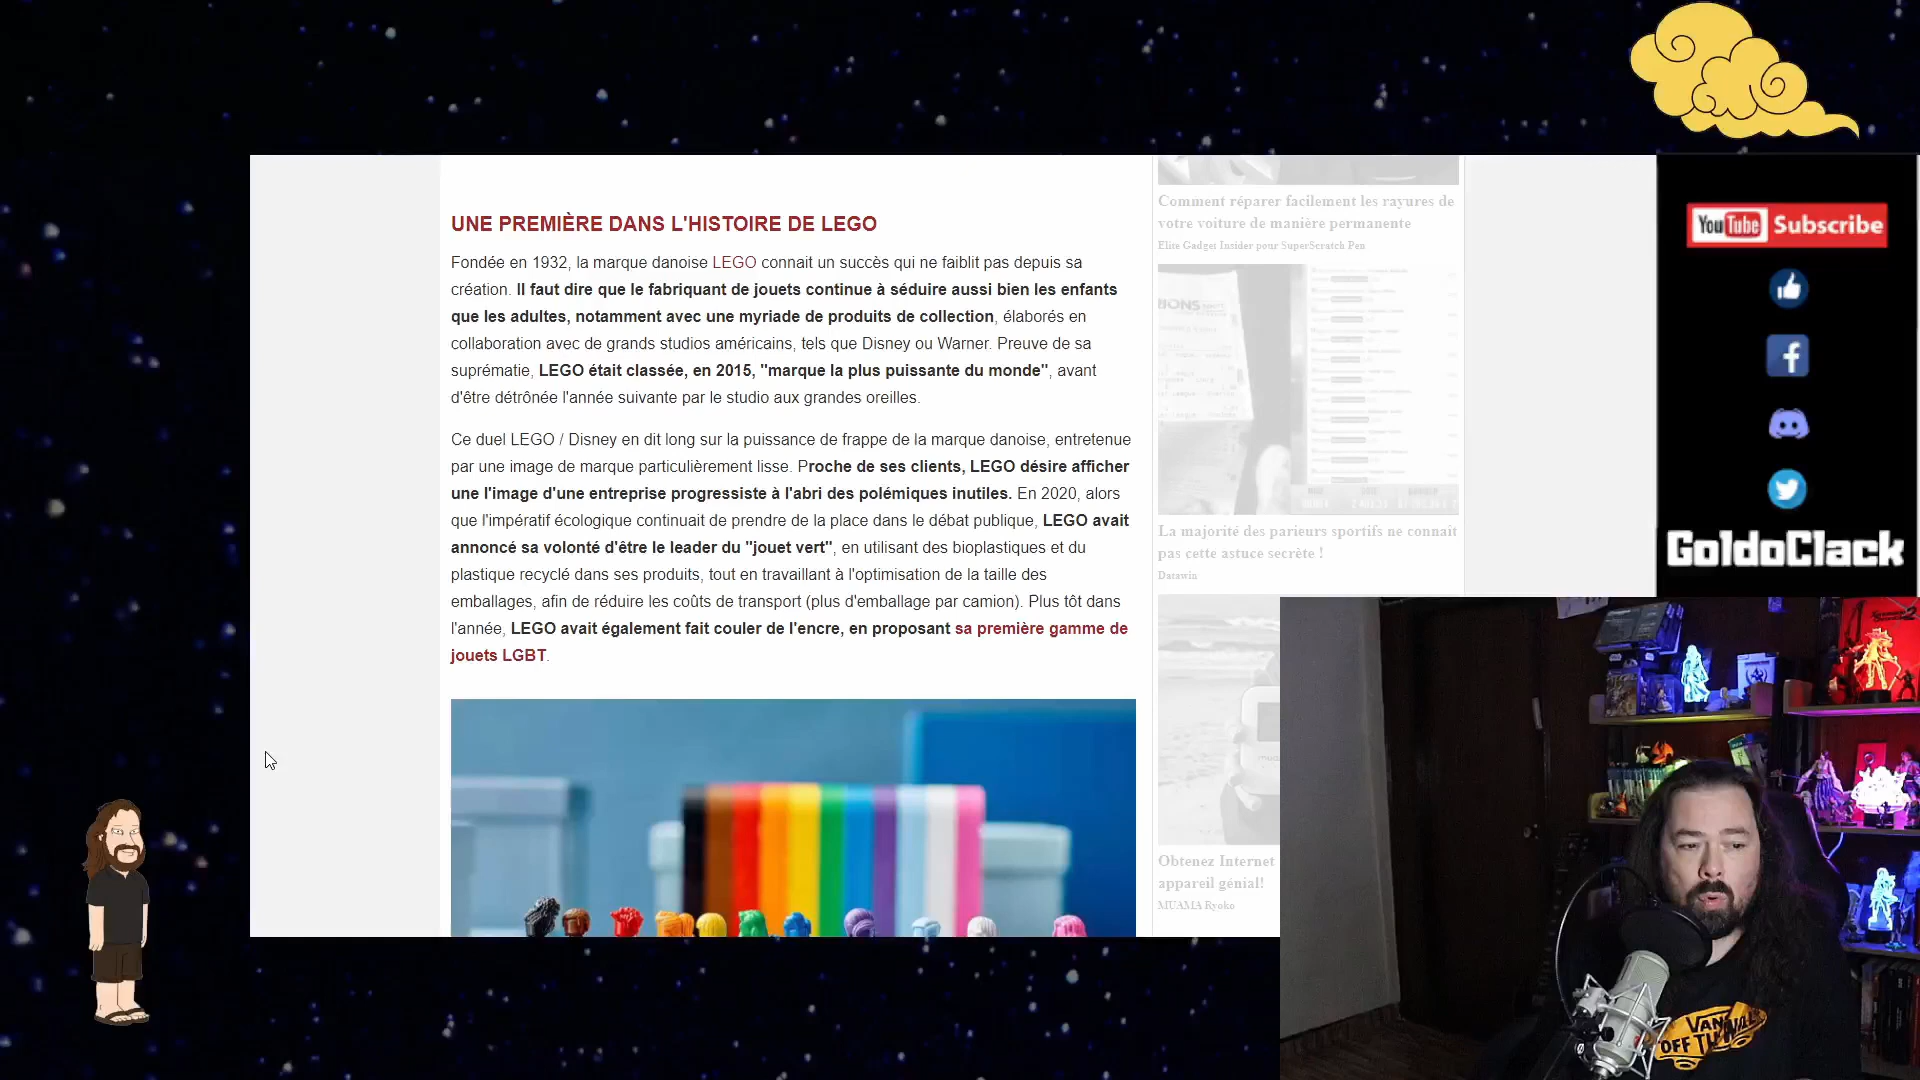 UNE PREMIÈRE DANS L'HISTOIRE DE LEGO
Fondée en 1932, la marque danoise LEGO connait un succès qui ne faiblit pas depuis sa
création. Il faut dire que le fabriquant de jouets continue à séduire aussi bien les enfants
que les adultes, notamment avec une myriade de produits de collection, élaborés en
collaboration avec de grands studios américains, tels que Disney ou Warner. Preuve de sa
suprématie, LEGO était classée, en 2015, "marque la plus puissante du monde", avant
d'être détrônée l'année suivante par le studio aux grandes oreilles.
Ce duel LEGO / Disney en dit long sur la puissance de frappe de la marque danoise, entretenue
par une image de marque particulièrement lisse. Proche de ses clients, LEGO désire afficher
une l'image d'une entreprise progressiste à l'abri des polémiques inutiles. En 2020, alors
que l'impératif écologique continuait de prendre de la place dans le débat publique, LEGO avait
annoncé sa volonté d'être le leader du "jouet vert", en utilisant des bioplastiques et du
plastique recyclé dans ses produits, tout en travaillant à l'optimisation de la taille des
emballages, afin de réduire les coûts de transport (plus d'emballage par camion). Plus tôt dans
l'année, LEGO avait également fait couler de l'encre, en proposant sa première gamme de
jouets LGBT.
Comment réparer facilement les rayures de
votre voiture de manière permanente
Elite Gadget Insider pour SuperScratch Pen
La majorité des parieurs sportifs ne connaît
pas cette astuce secrète !
Datawin
Obtenez Internet
appareil génial!
MUAMA Ryoko
YouTube Subscribe
GoldoClack
VANS
OFF THE WALL